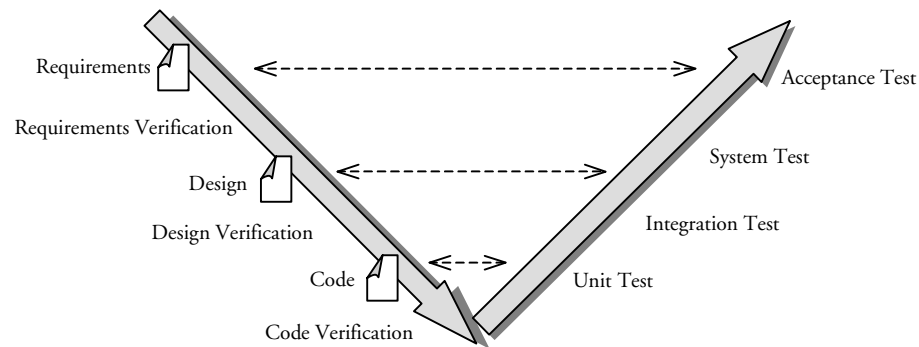 Requirements
Acceptance Test
Requirements Verification
System Test
Design
Integration Test
Design Verification
Code
Unit Test
Code Verification